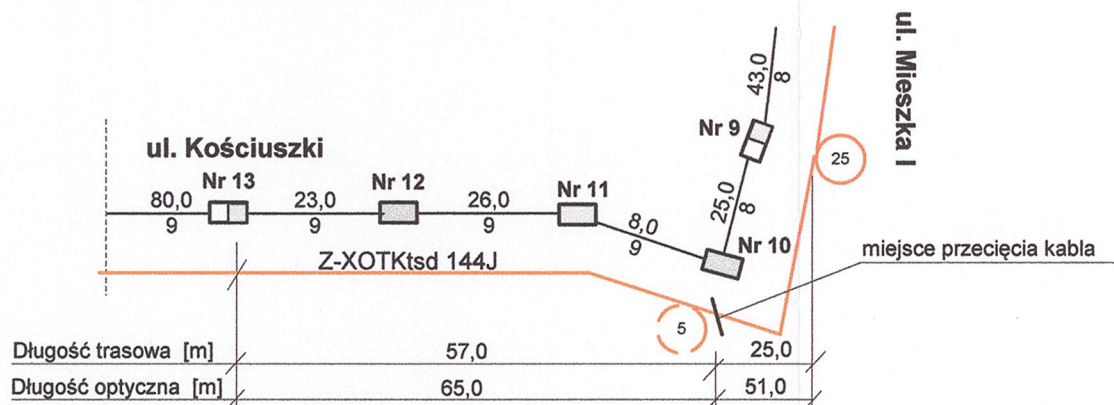 ul. Mieszka I
43,0
8
Nr 9
25
ul. Kościuszki
Nr 13
Nr 12
Nr 11
80,0
9
23,0
9
26,0
9
8,0
9
25,0
8
Nr 10
miejsce przecięcia kabla
Z-XOTKtsd 144J
5
Długość trasowa [m]
57,0
25,0
Długość optyczna [m]
65,0
51,0